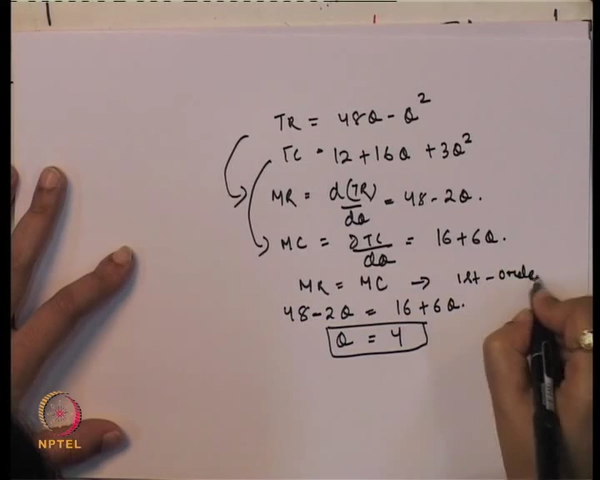 TR = 48Q - Q²
TC = 12 + 16Q + 3Q²
MR = d(TR)/dQ = 48 - 2Q.
MC = ∂TC/dQ = 16 + 6Q.
MR = MC → 1st-order
48 - 2Q = 16 + 6Q.
Q = 4
NPTEL